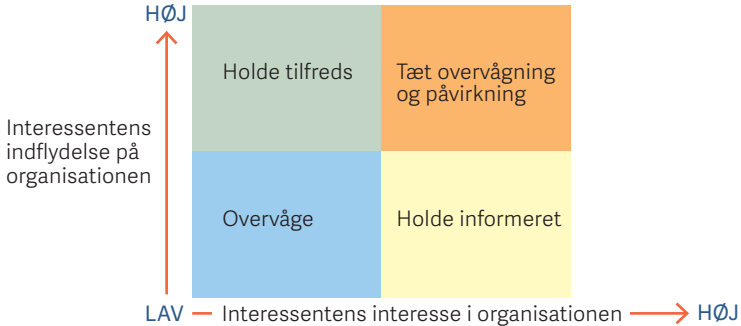 HØJ
Holde tilfreds
Tæt overvågning
og påvirkning
Interessentens
indflydelse på
organisationen
Overvåge
Holde informeret
LAV
Interessentens interesse i organisationen
HØJ